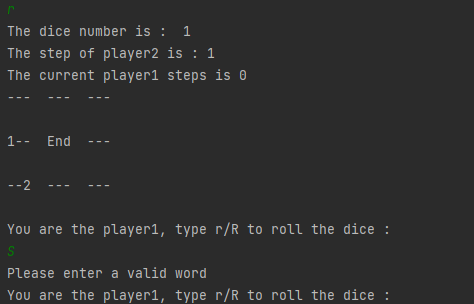 r
The dice number is :  1
The step of player2 is : 1
The current player1 steps is 0
---  ---  ---
1--  End  ---
--2  ---  ---
You are the player1, type r/R to roll the dice :
S
Please enter a valid word
You are the player1, type r/R to roll the dice :